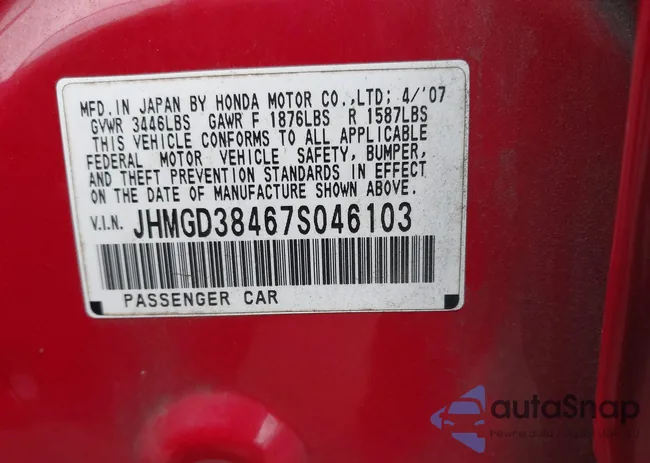 MFD. IN JAPAN BY HONDA MOTOR CO.,LTD; 4/'07
GVWR 3446LBS GAWR F 1876LBS R 1587LBS
THIS VEHICLE CONFORMS TO ALL APPLICABLE
FEDERAL MOTOR VEHICLE SAFETY, BUMPER,
AND THEFT PREVENTION STANDARDS IN EFFECT
ON THE DATE OF MANUFACTURE SHOWN ABOVE.
V.I.N. JHMGD38467S046103
PASSENGER CAR
autaSnap